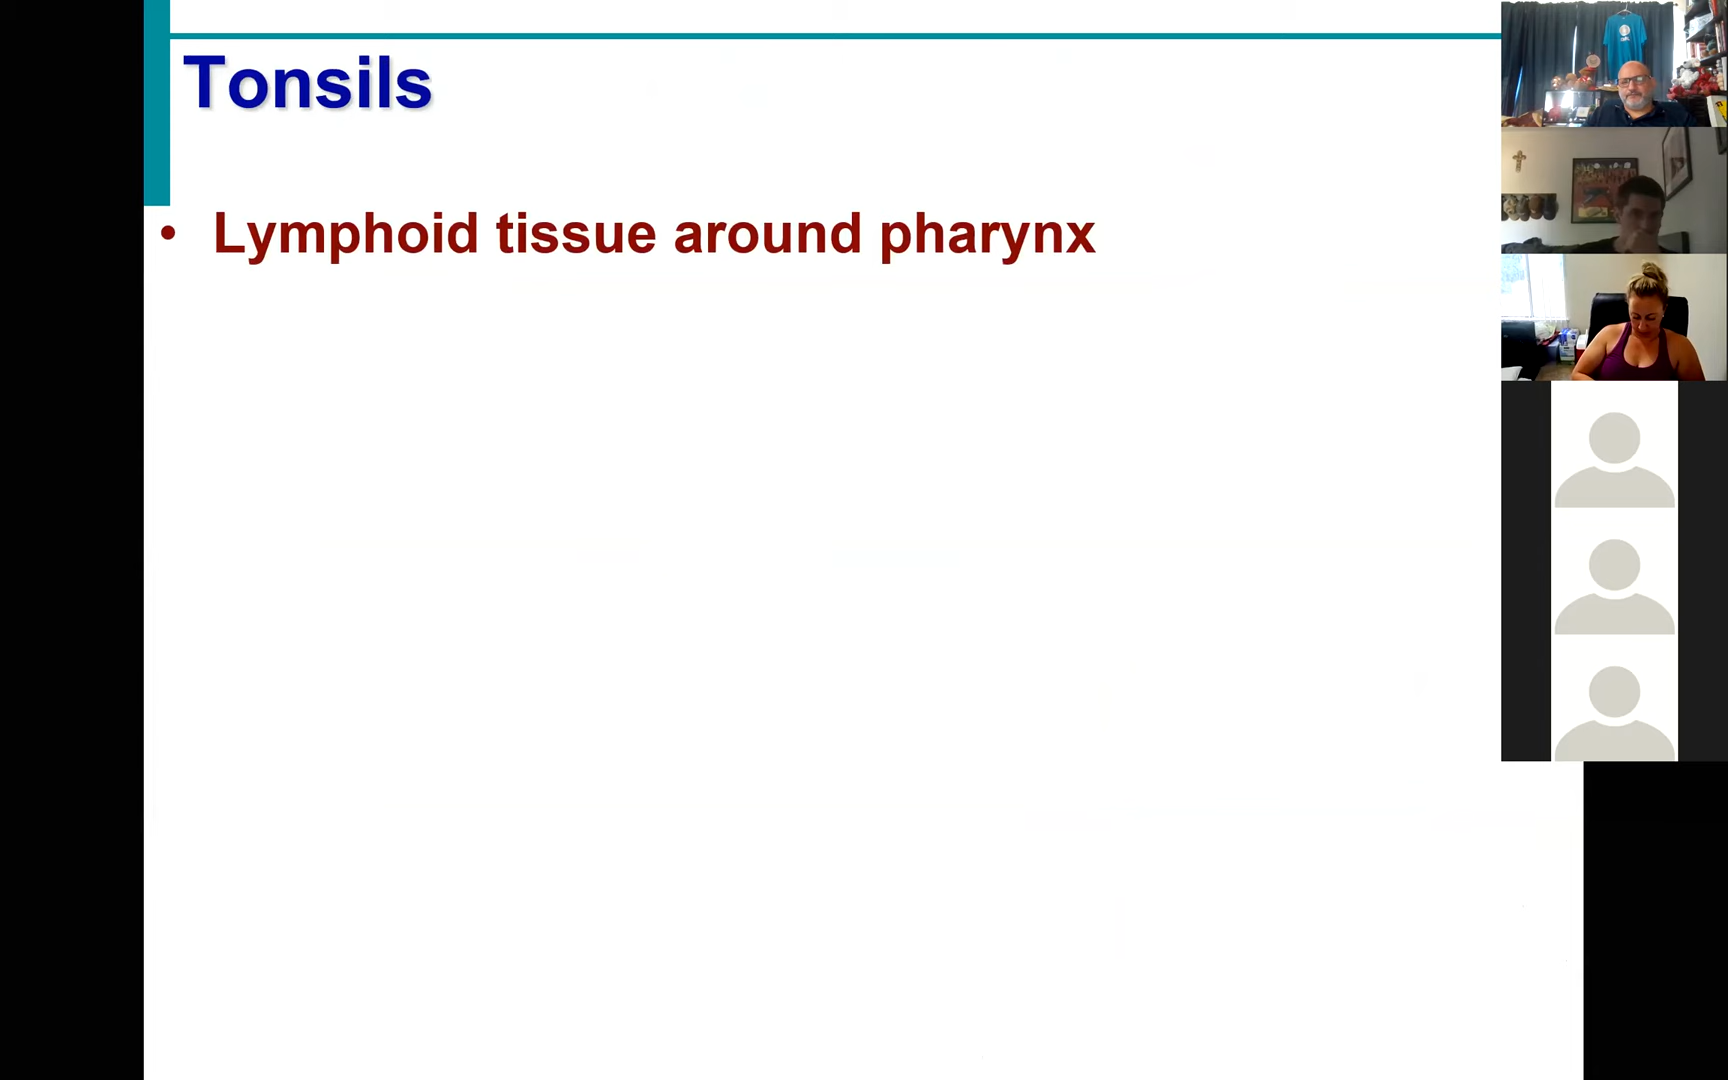 Tonsils
• Lymphoid tissue around pharynx